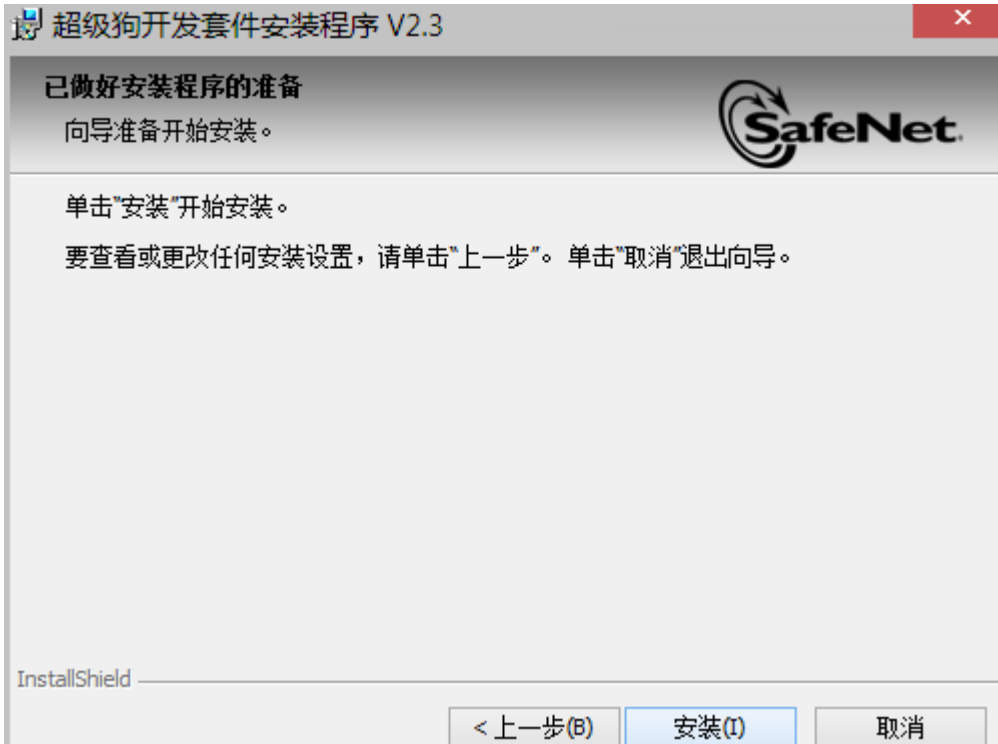 超级狗开发套件安装程序 V2.3
已做好安装程序的准备
向导准备开始安装。
SafeNet.
单击"安装"开始安装。
要查看或更改任何安装设置，请单击"上一步"。 单击"取消"退出向导。
InstallShield
< 上一步(B)
安装(I)
取消